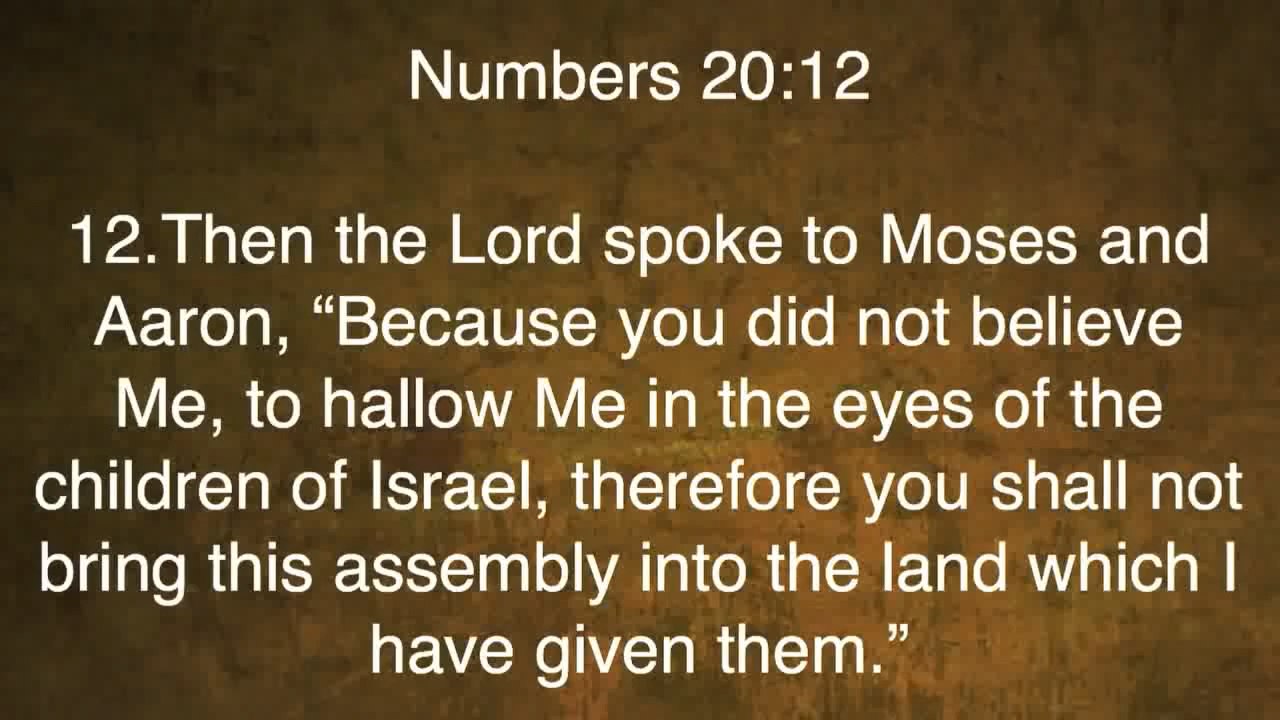 Numbers 20:12
12.Then the Lord spoke to Moses and
Aaron, “Because you did not believe
Me, to hallow Me in the eyes of the
children of Israel, therefore you shall not
bring this assembly into the land which I
have given them.”